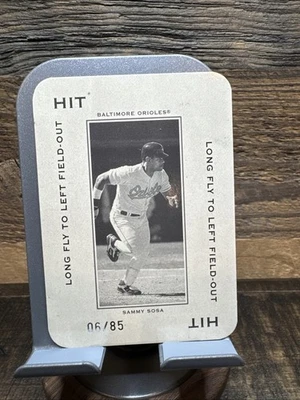 HIT
BALTIMORE ORIOLES®
LONG FLY TO LEFT FIELD-OUT
LONG FLY TO LEFT FIELD-OUT
Orioles
06/85
SAMMY SOSA
HIT